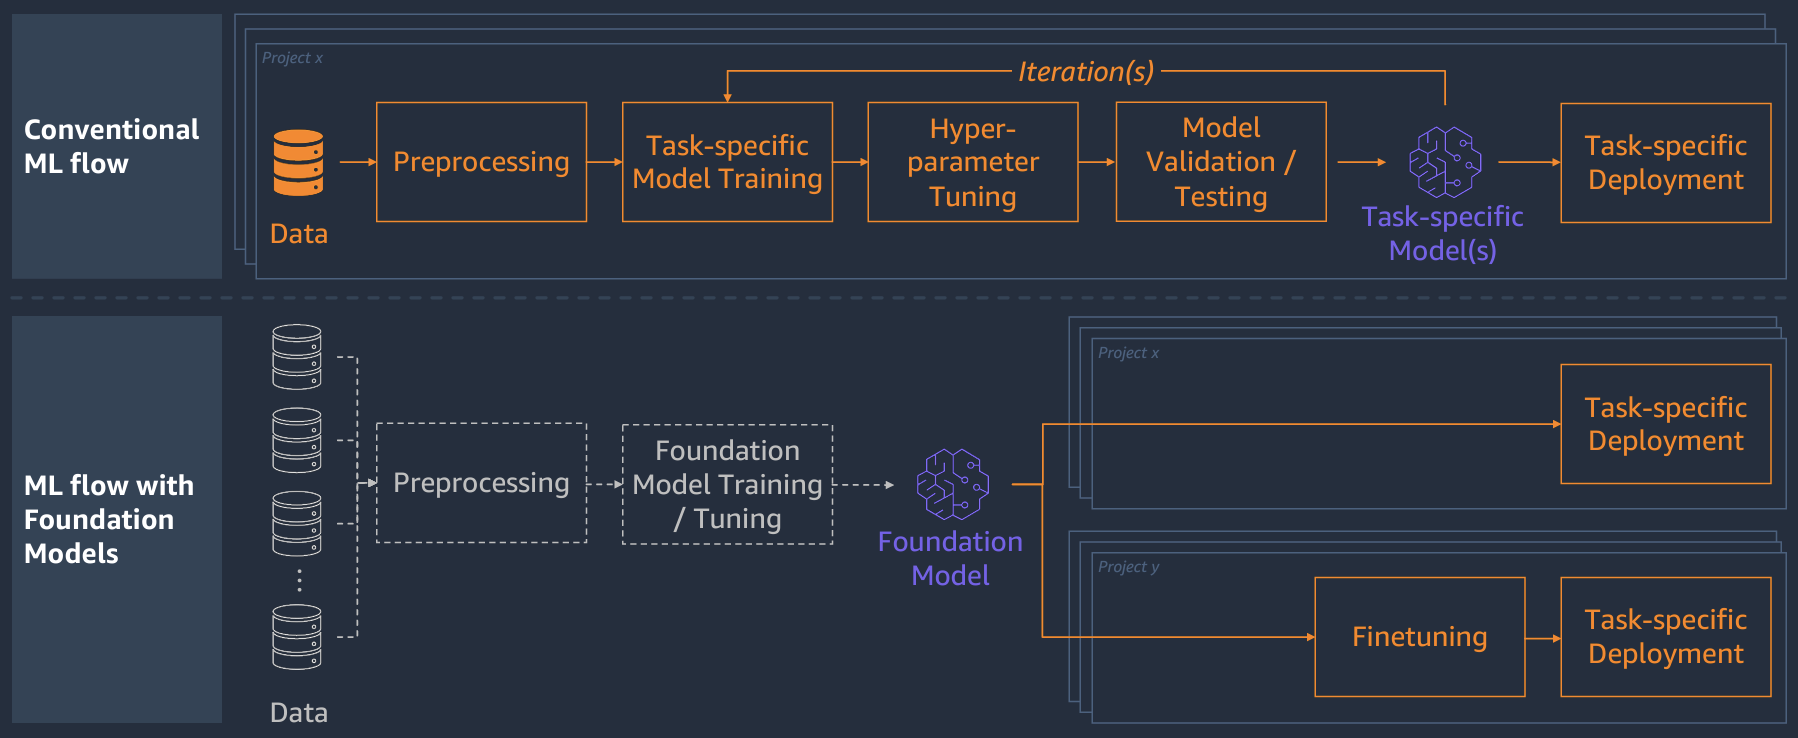 Conventional
ML flow
Project x
Iteration(s)
Data
Preprocessing
Task-specific
Model Training
Hyper-
parameter
Tuning
Model
Validation /
Testing
Task-specific
Model(s)
Task-specific
Deployment
ML flow with
Foundation
Models
Data
Preprocessing
Foundation
Model Training
/ Tuning
Foundation
Model
Project x
Task-specific
Deployment
Project y
Finetuning
Task-specific
Deployment